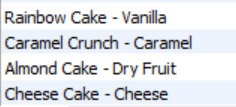 Rainbow Cake - Vanilla
Caramel Crunch - Caramel
Almond Cake - Dry Fruit
Cheese Cake - Cheese